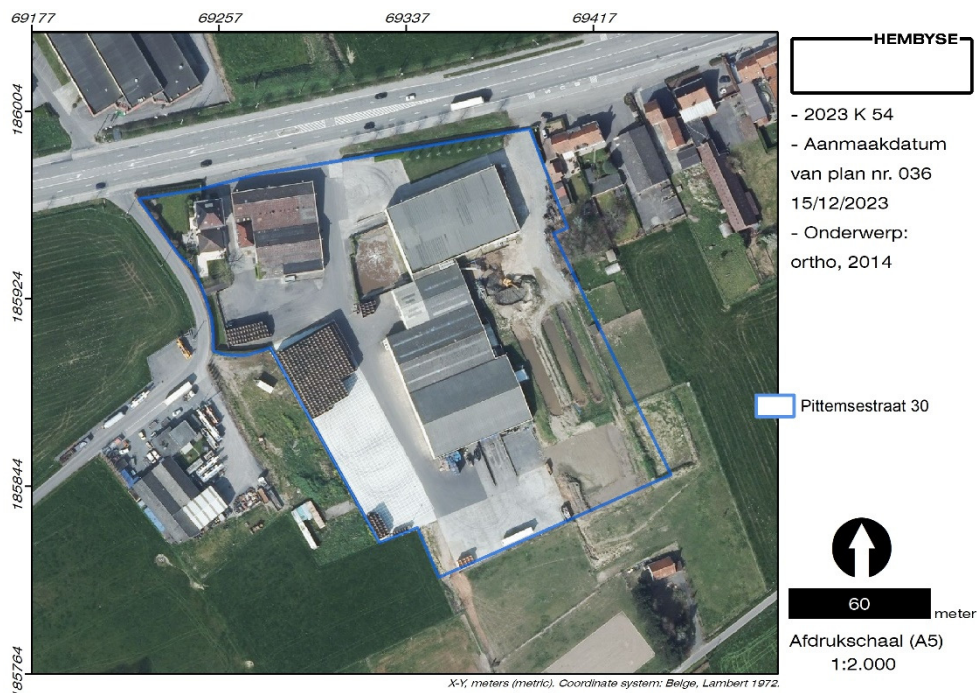 69177
69257
69337
69417
186004
185924
185844
185764
HEMBYSE
- 2023 K 54
- Aanmaakdatum
van plan nr. 036
15/12/2023
- Onderwerp:
ortho, 2014
Pittemsestraat 30
60
meter
Afdrukschaal (A5)
1:2.000
X-Y, meters (metric). Coordinate system: Belge, Lambert 1972.